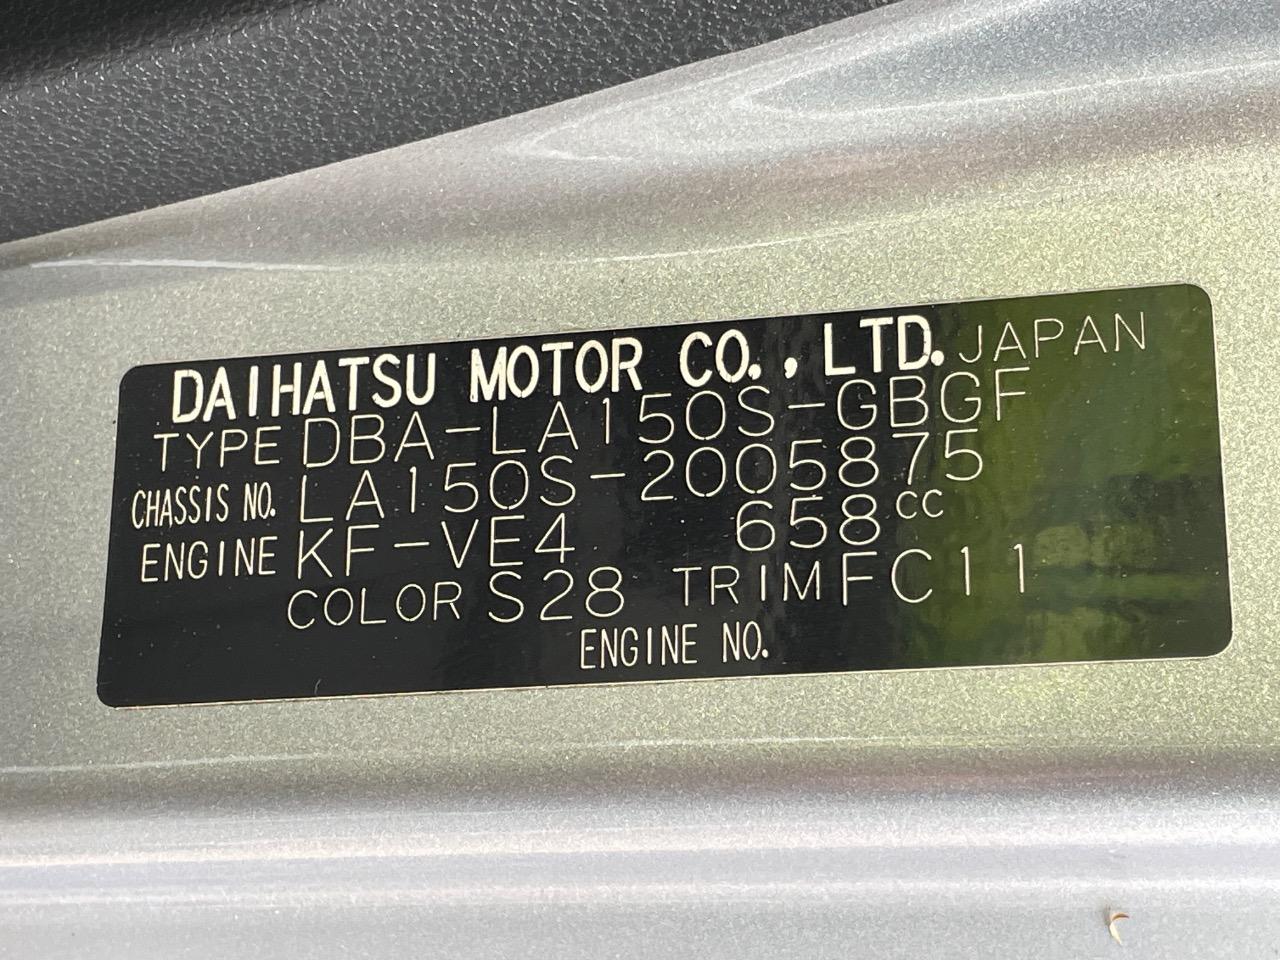 DAIHATSU MOTOR CO., LTD. JAPAN
TYPE DBA-LA150S-GBGF
CHASSIS NO. LA150S-2005875
ENGINE KF-VE4 658cc
COLOR S28 TRIM FC11
ENGINE NO.